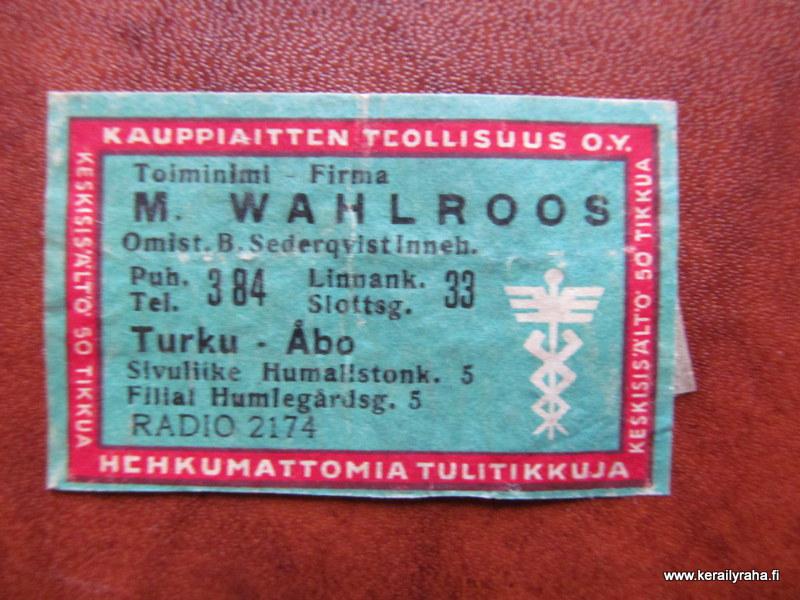 KAUPPIAITTEN TEOLLISUUS O.Y.
KESKISISÄLTÖ 50 TIKKUA
Toiminimi - Firma
M. WAHLROOS
Omist. B. Sederqvist Inneh.
Puh. Tel. 384 Linnank. Slottsg. 33
Turku - Åbo
Sivuliike Humalistonk. 5
Filial Humlegårdsg. 5
RADIO 2174
KESKISISÄLTÖ 50 TIKKUA
HEHKUMATTOMIA TULITIKKUJA
www.kerailyraha.fi